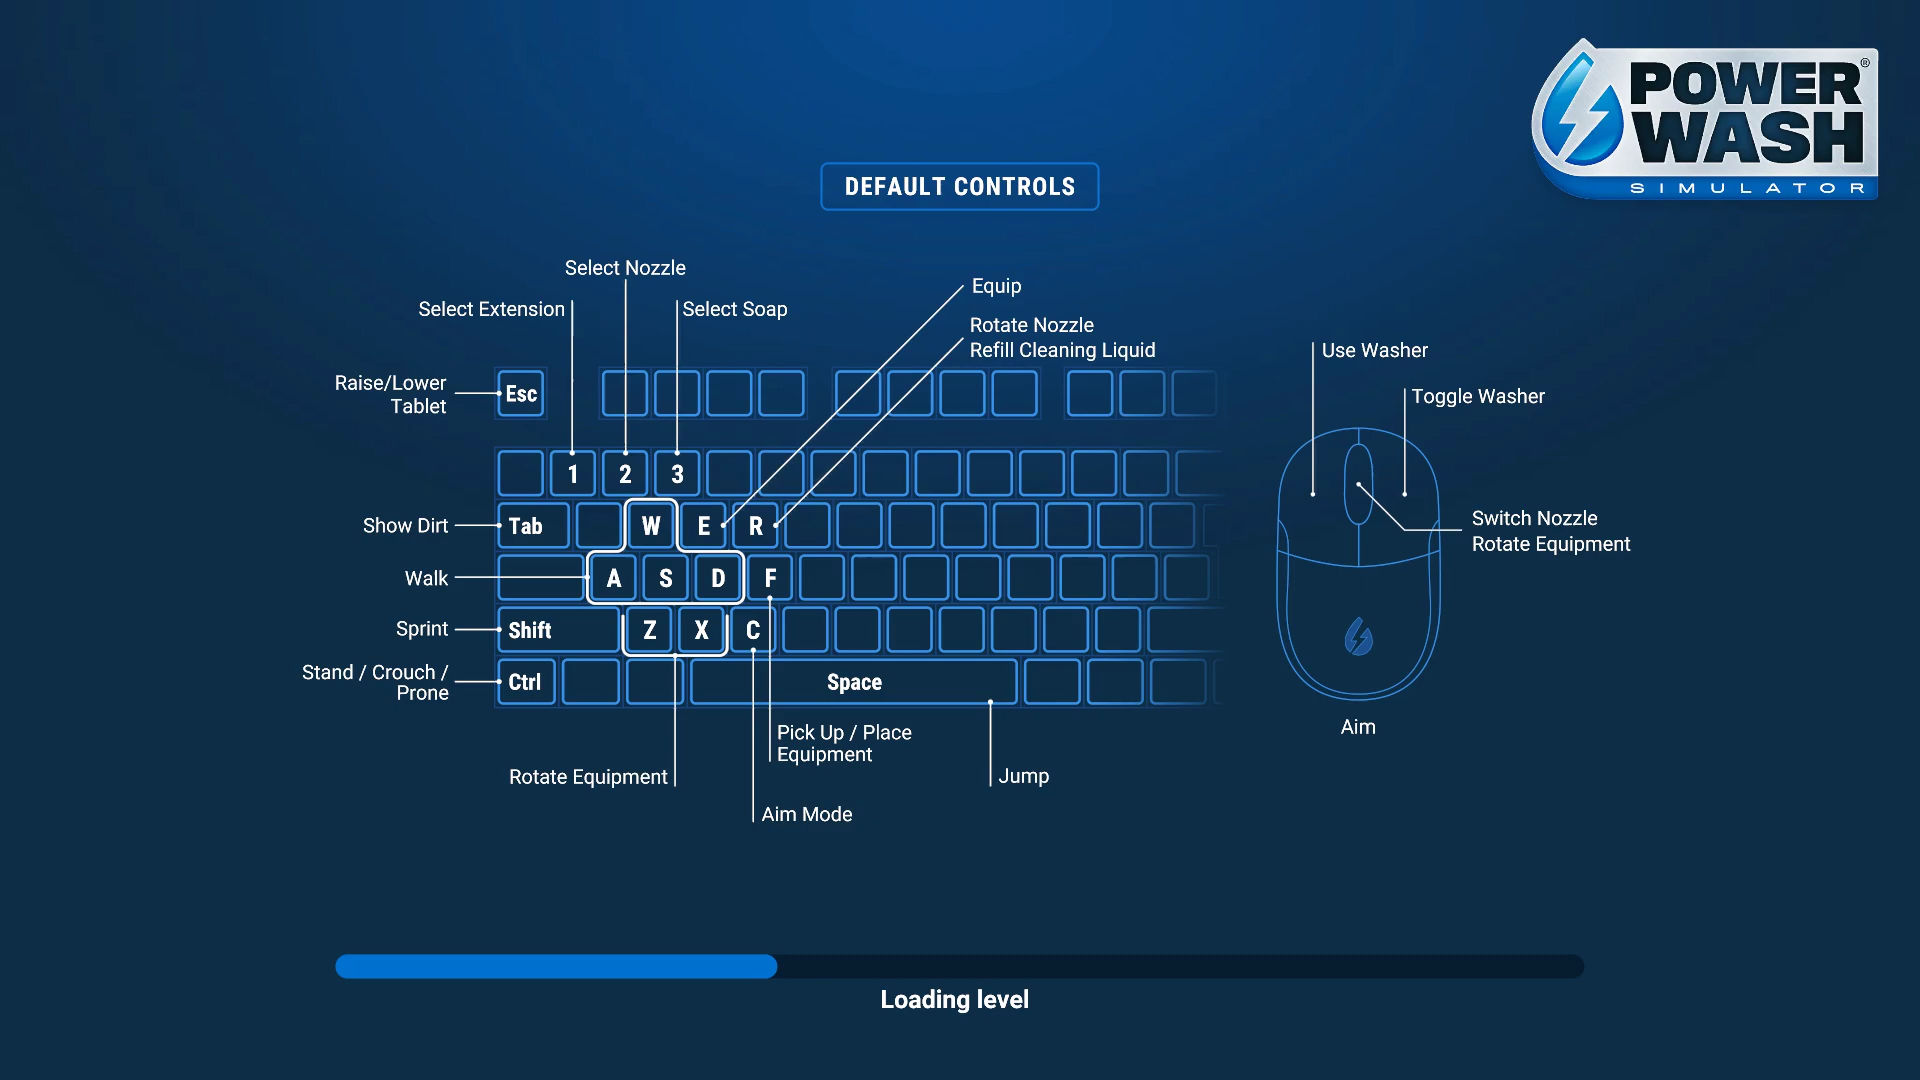 POWER®
WASH
SIMULATOR
DEFAULT CONTROLS
Select Nozzle
Select Extension
Select Soap
Equip
Rotate Nozzle
Refill Cleaning Liquid
Use Washer
Toggle Washer
Raise/Lower
Tablet
Esc
1 2 3
Show Dirt
Tab W E R
Switch Nozzle
Rotate Equipment
Walk
A S D F
Sprint
Shift Z X C
Stand / Crouch /
Prone
Ctrl Space
Aim
Pick Up / Place
Equipment
Rotate Equipment
Jump
Aim Mode
Loading level